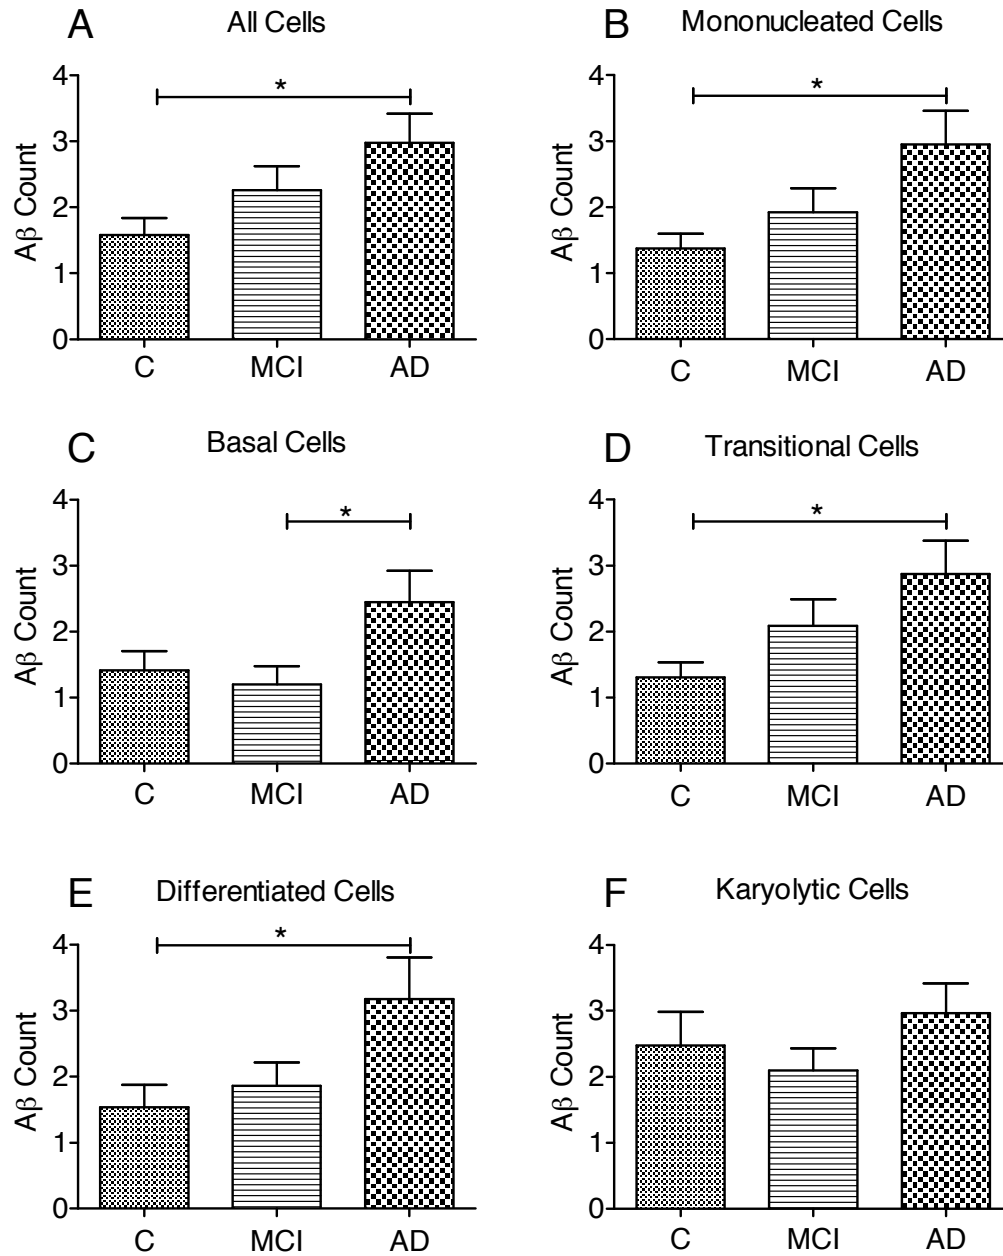 A All Cells
4
3
2
1
0
Aβ Count
*
C MCI AD
B Mononucleated Cells
4
3
2
1
0
Aβ Count
*
C MCI AD
C Basal Cells
4
3
2
1
0
Aβ Count
*
C MCI AD
D Transitional Cells
4
3
2
1
0
Aβ Count
*
C MCI AD
E Differentiated Cells
4
3
2
1
0
Aβ Count
*
C MCI AD
F Karyolytic Cells
4
3
2
1
0
Aβ Count
C MCI AD